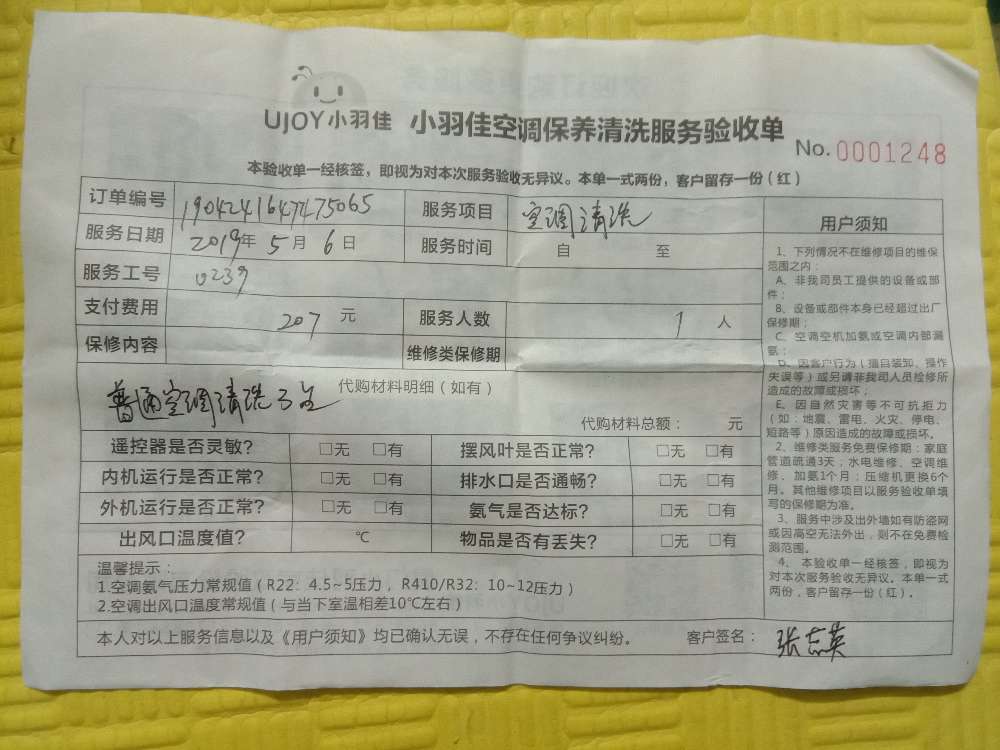 UJOY小羽佳 小羽佳空调保养清洗服务验收单
No. 0001248
本验收单一经核签，即视为对本次服务验收无异议。本单一式两份，客户留存一份（红）
订单编号 1904241647475065 服务项目 空调清洗
服务日期 2019年5月6日 服务时间 自 至
服务工号 0239
支付费用 207 元 服务人数 1 人
保修内容 维修类保修期
代购材料明细（如有）
普通空调清洗3台
代购材料总额： 元
遥控器是否灵敏? □无 □有 摆风叶是否正常? □无 □有
内机运行是否正常? □无 □有 排水口是否通畅? □无 □有
外机运行是否正常? □无 □有 氨气是否达标? □无 □有
出风口温度值? ℃ 物品是否有丢失? □无 □有
温馨提示：
1.空调氨气压力常规值（R22：4.5~5压力，R410/R32：10~12压力）
2.空调出风口温度常规值（与当下室温相差10℃左右）
本人对以上服务信息以及《用户须知》均已确认无误，不存在任何争议纠纷。 客户签名： 张志英
用户须知
1、下列情况不在维修项目的维保
范围之内：
A、非我司员工提供的设备或部
件；
B、设备或部件本身已经超过出厂
保修期；
C、空调空机加氨或空调内部漏
氨；
D、因客户行为（擅自装卸、操作
失误等）或另请非我司人员检修所
造成的故障或损坏；
E、因自然灾害等不可抗拒力
（如：地震、雷电、火灾、停电、
短路等）原因造成的故障或损坏。
2、维修类服务免费保修期：家庭
管道疏通3天；水电维修、空调维
修、加氨1个月；压缩机更换6个
月。其他维修项目以服务验收单填
写的保修期为准。
3、服务中涉及出外墙如有防盗网
或因高空无法外出，则不在免费检
测范围。
4、本验收单一经核签，即视为
对本次服务验收无异议。本单一式
两份，客户留存一份（红）。